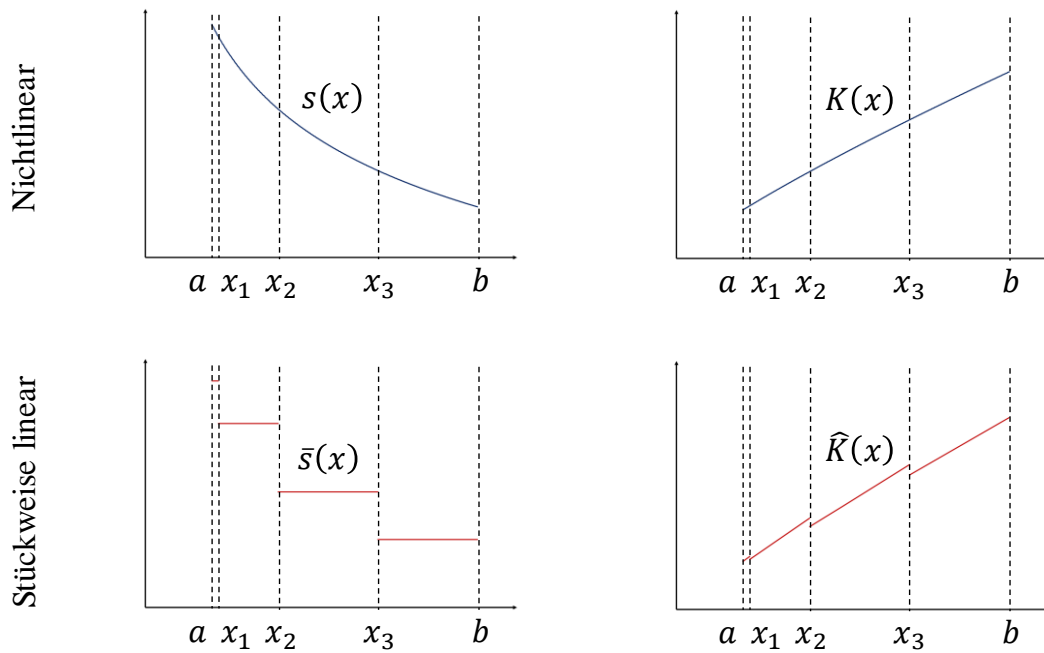 Nichtlinear
s(x)
K(x)
a x₁ x₂ x₃ b
a x₁ x₂ x₃ b
Stückweise linear
s̄(x)
K̂(x)
a x₁ x₂ x₃ b
a x₁ x₂ x₃ b